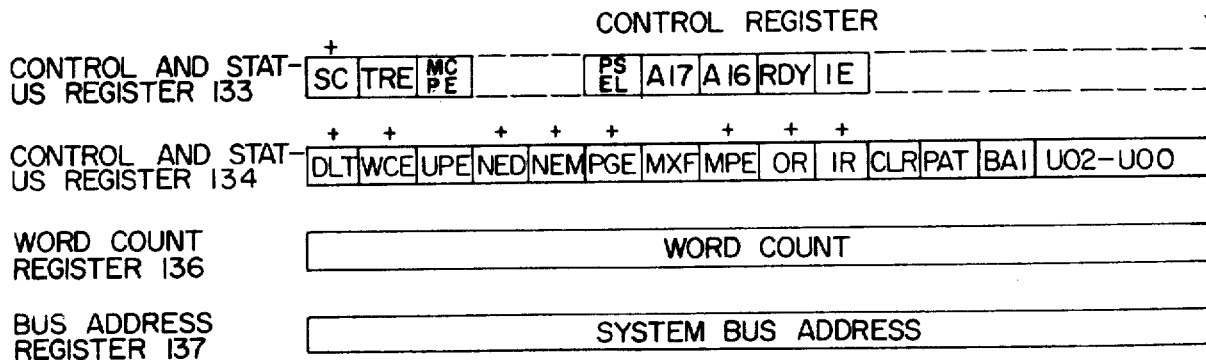 CONTROL REGISTER
+
CONTROL AND STAT-
US REGISTER 133
SC TRE MC PE PS EL A17 A16 RDY IE
+ + + + + + + +
CONTROL AND STAT-
US REGISTER 134
DLT WCE UPE NED NEM PGE MXF MPE OR IR CLR PAT BAI U02-U00
WORD COUNT
REGISTER 136
WORD COUNT
BUS ADDRESS
REGISTER 137
SYSTEM BUS ADDRESS